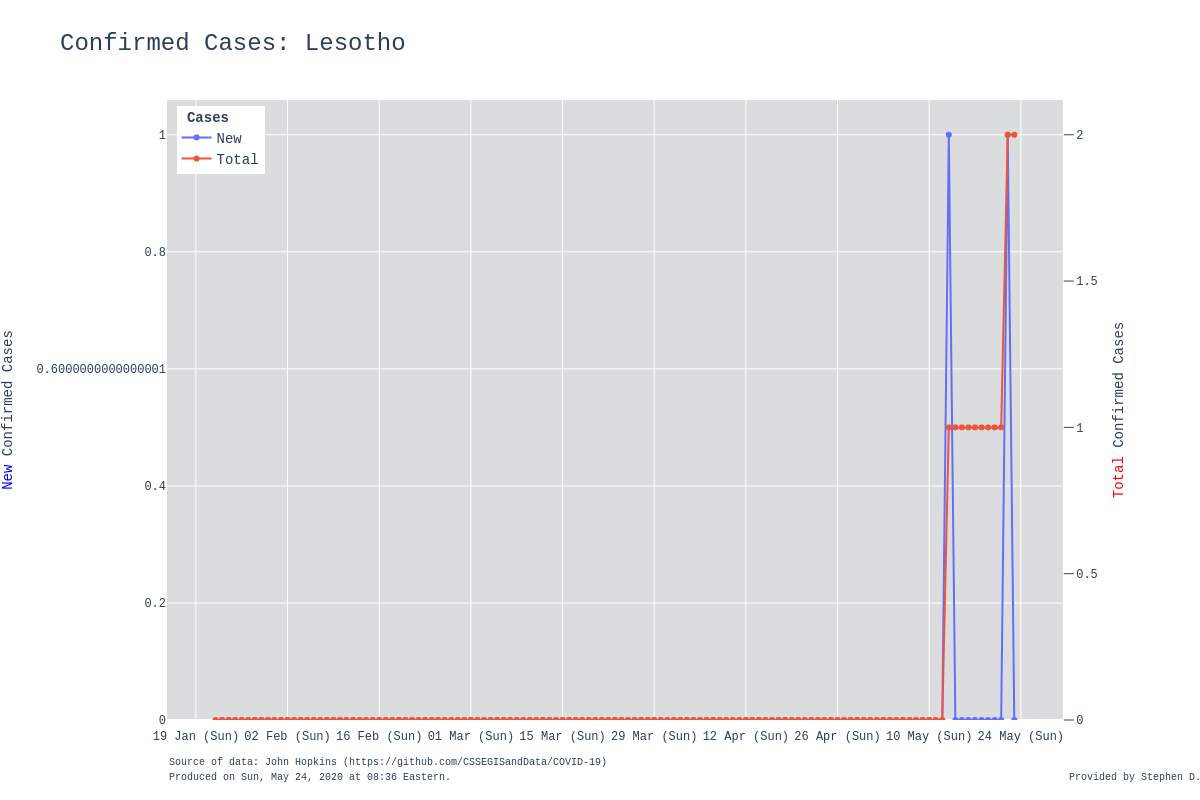 Confirmed Cases: Lesotho
Cases
New
Total
1
0.8
0.6000000000000001
0.4
0.2
0
2
1.5
1
0.5
0
New Confirmed Cases
Total Confirmed Cases
19 Jan (Sun) 02 Feb (Sun) 16 Feb (Sun) 01 Mar (Sun) 15 Mar (Sun) 29 Mar (Sun) 12 Apr (Sun) 26 Apr (Sun) 10 May (Sun) 24 May (Sun)
Source of data: John Hopkins (https://github.com/CSSEGISandData/COVID-19)
Produced on Sun, May 24, 2020 at 08:36 Eastern.
Provided by Stephen D.